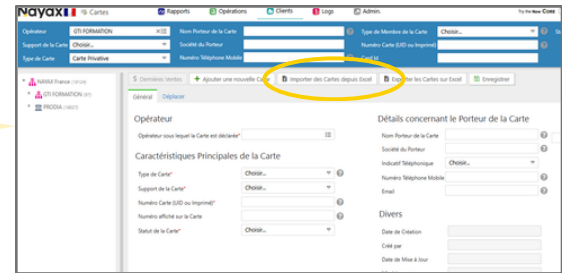 nayax Cartes Rapports Opérations Clients Logs Admin. Try the New Core
Opérateur GTI FORMATION Nom Porteur de la Carte Type de Membre de la Carte Choisir... St
Support de la Carte Choisir... Société du Porteur Numéro Carte (UID ou Imprimé)
Type de Carte Carte Privative Numéro Téléphone Mobile Card Id
NAYAX France
Dernières Ventes Ajouter une nouvelle Carte Importer des Cartes depuis Excel Exporter les Cartes sur Excel Enregistrer
GTI FORMATION
Général Déplacer
PRODIA
Opérateur Détails concernant le Porteur de la Carte
Opérateur sous lequel la Carte est déclarée* Nom Porteur de la Carte
Société du Porteur
Caractéristiques Principales de la Carte Indicatif Téléphonique Choisir...
Type de Carte* Choisir... Numéro Téléphone Mobile
Support de la Carte* Choisir... Email
Numéro Carte (UID ou Imprimé)*
Numéro affiché sur la Carte Divers
Statut de la Carte* Choisir... Date de Création
Créé par
Date de Mise à Jour